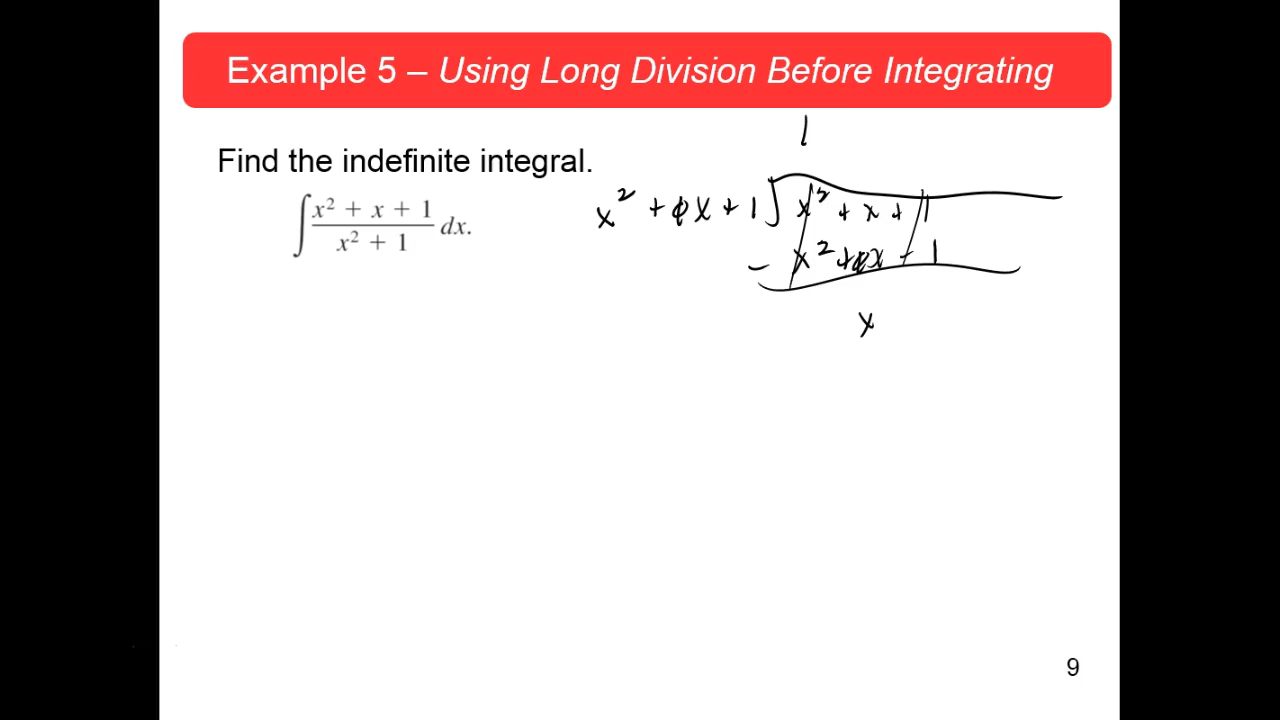 Example 5 – Using Long Division Before Integrating
1
Find the indefinite integral.
x² + 0x + 1 ) x² + x + 1
∫ (x² + x + 1)/(x² + 1) dx.
– x² + 0x + 1
x
9